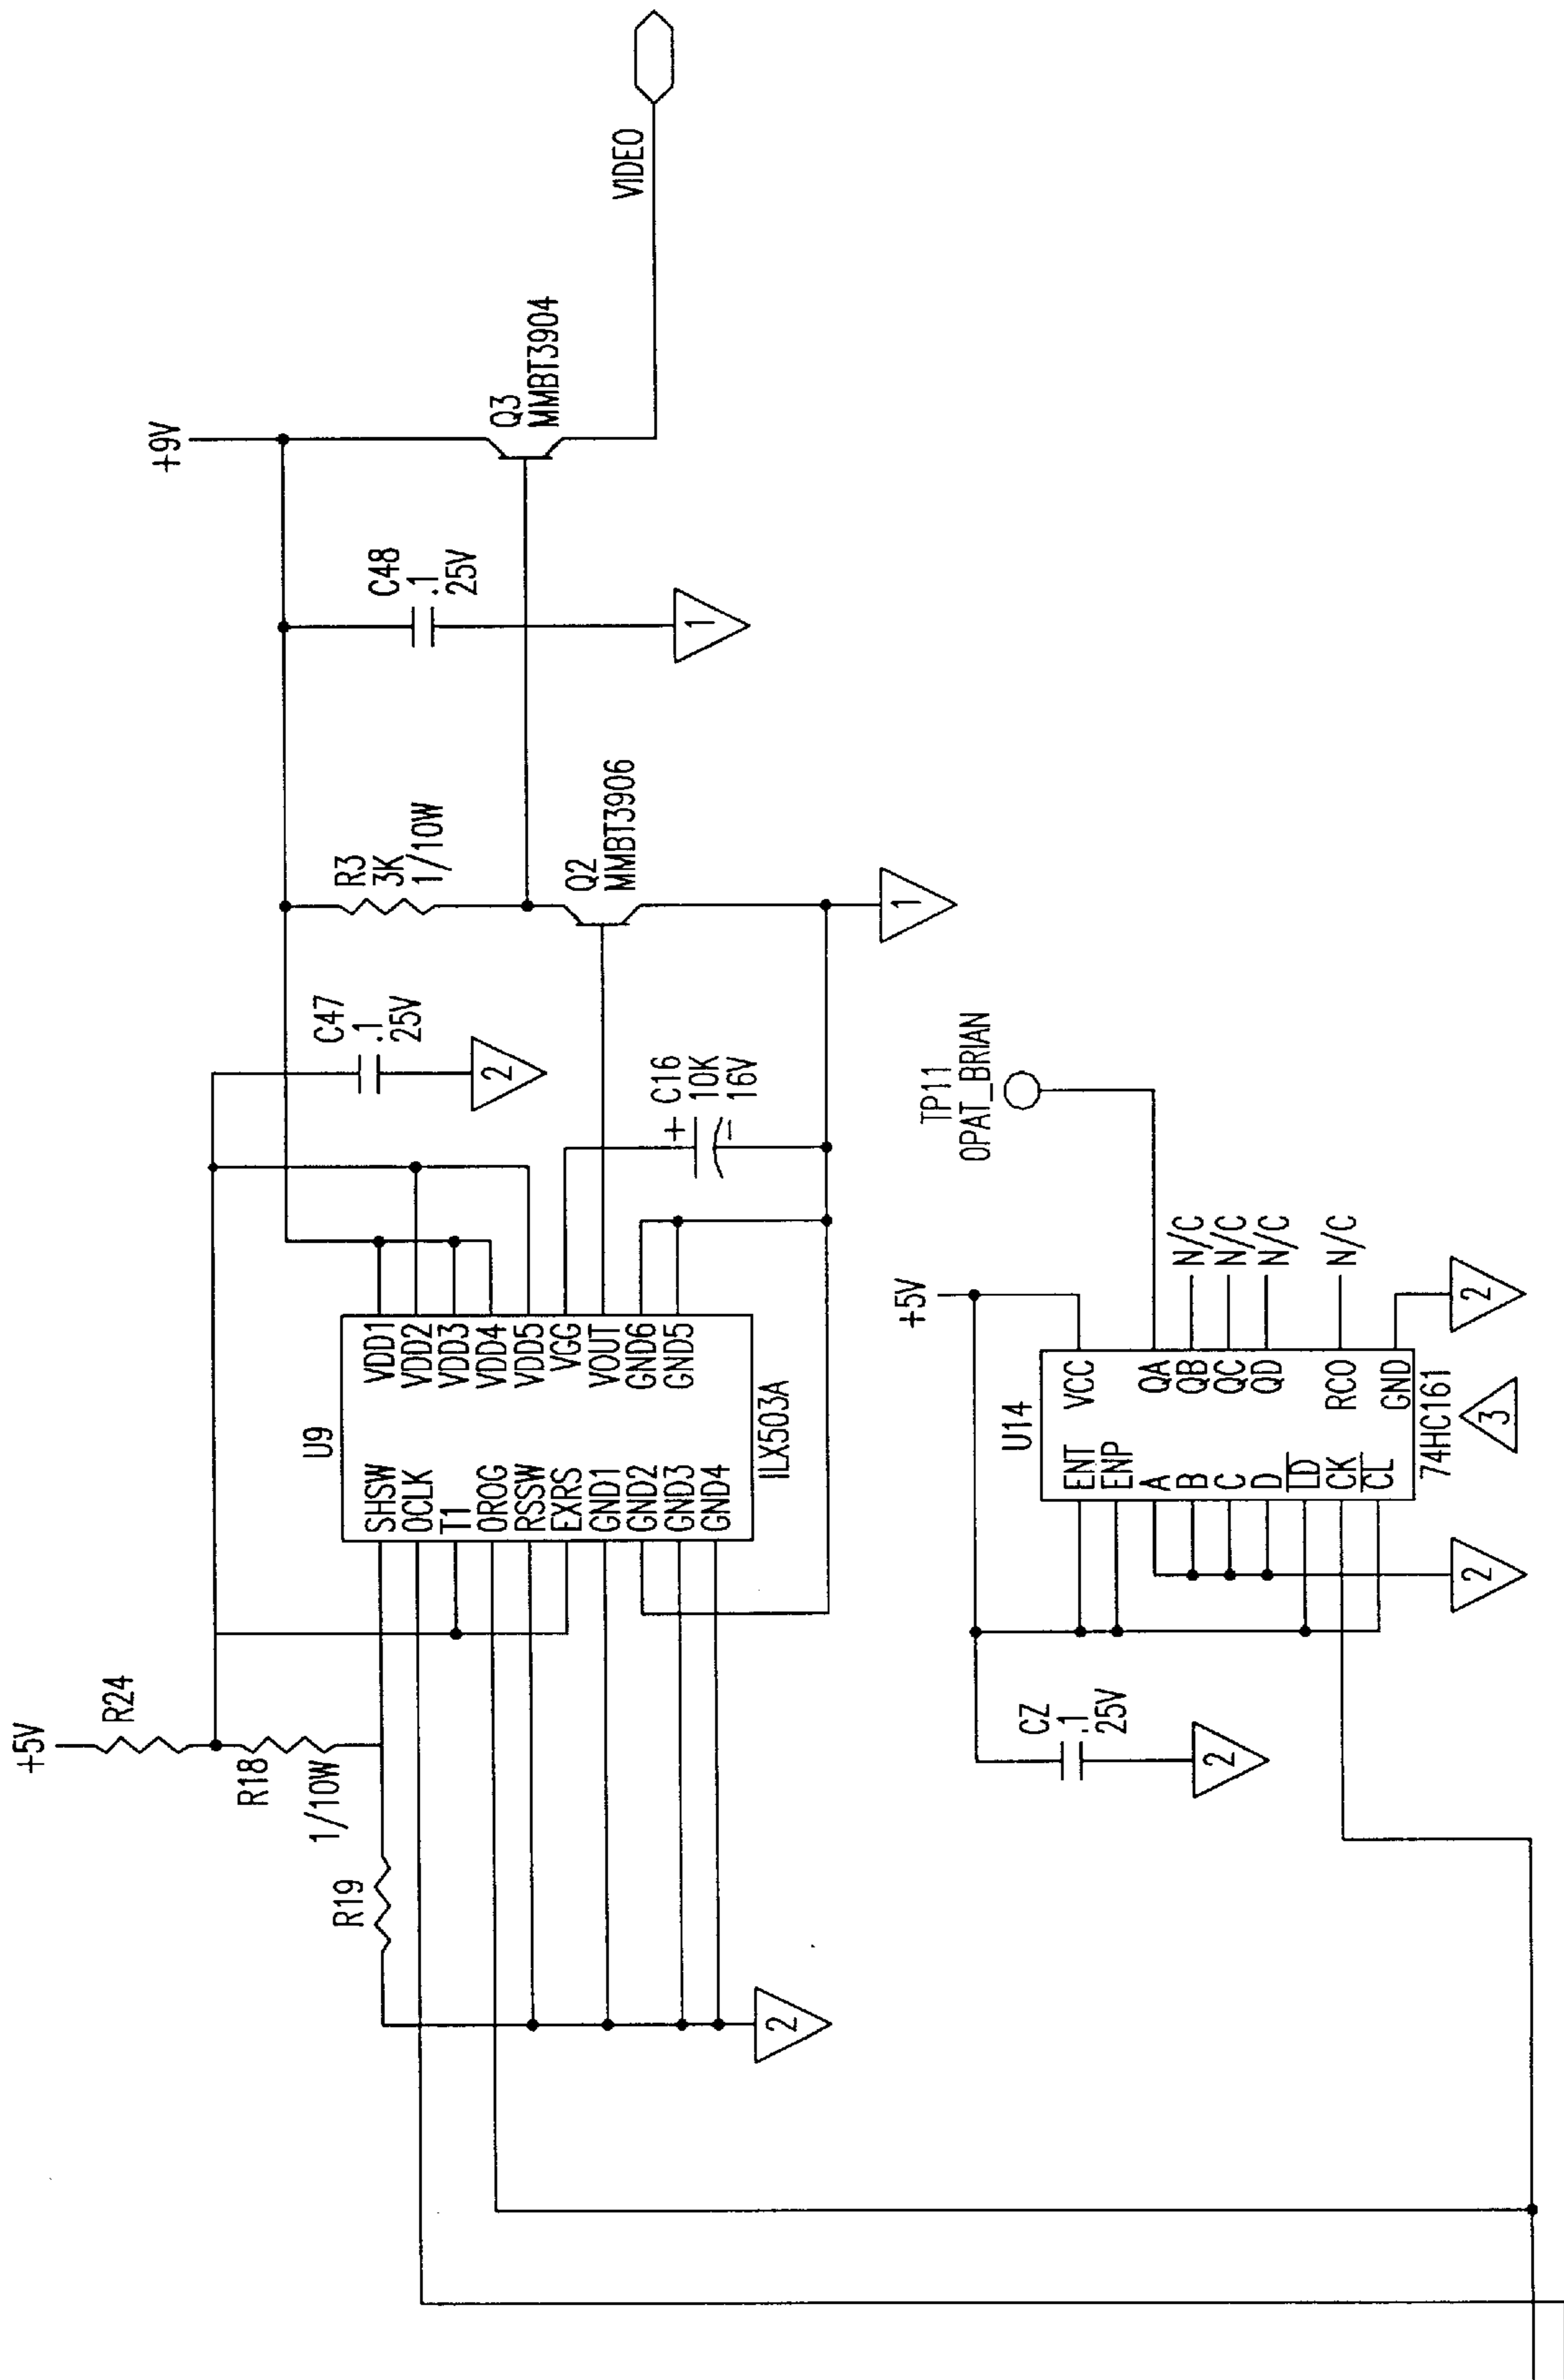 +5V
R24
R18
1/10W
R19
2
U9
SHSW
OCLK
T1
OROG
RSSW
EXRS
GND1
GND2
GND3
GND4
VDD1
VDD2
VDD3
VDD4
VDD5
VGG
VOUT
GND6
GND5
ILX503A
C47
.1
25V
2
+ C16
10K
– 16V
R3
3K
1/10W
Q2
MMBT3906
1
C48
.1
25V
1
+9V
Q3
MMBT3904
VIDEO
CZ
.1
25V
2
+5V
U14
ENT
ENP
A
B
C
D
LD
CK
CL
VCC
QA
QB
QC
QD
RCO
GND
74HC161
3
2
2
N/C
N/C
N/C
N/C
TP11
OPAT_BRIAN